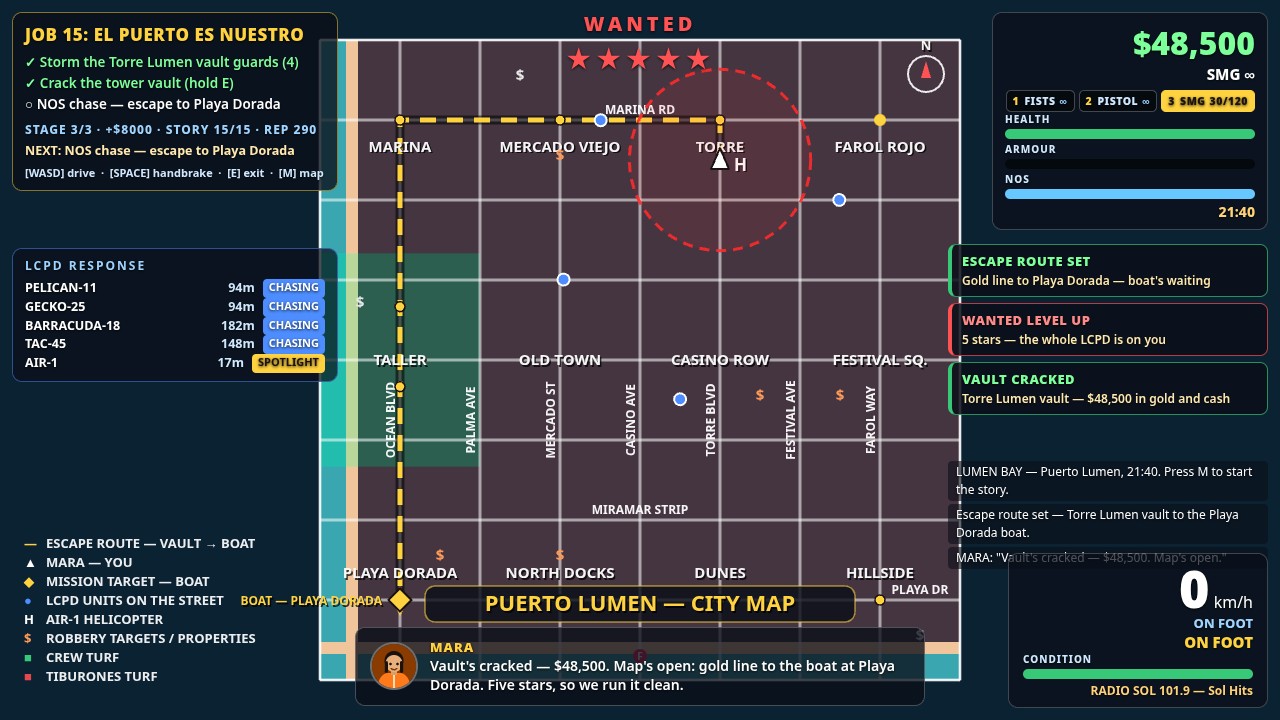 JOB 15: EL PUERTO ES NUESTRO
✓ Storm the Torre Lumen vault guards (4)
✓ Crack the tower vault (hold E)
○ NOS chase — escape to Playa Dorada
STAGE 3/3 · +$8000 · STORY 15/15 · REP 290
NEXT: NOS chase — escape to Playa Dorada
[WASD] drive · [SPACE] handbrake · [E] exit · [M] map
WANTED
★★★★★
N
$48,500
SMG ∞
1 FISTS ∞
2 PISTOL ∞
3 SMG 30/120
HEALTH
ARMOUR
NOS
21:40
LCPD RESPONSE
PELICAN-11 94m CHASING
GECKO-25 94m CHASING
BARRACUDA-18 182m CHASING
TAC-45 148m CHASING
AIR-1 17m SPOTLIGHT
$
MARINA RD
MARINA
MERCADO VIEJO
TORRE
FAROL ROJO
$
H
$
TALLER
OLD TOWN
CASINO ROW
FESTIVAL SQ.
OCEAN BLVD
PALMA AVE
MERCADO ST
CASINO AVE
TORRE BLVD
FESTIVAL AVE
FAROL WAY
$
$
MIRAMAR STRIP
$
$
PLAYA DORADA
NORTH DOCKS
DUNES
HILLSIDE
BOAT — PLAYA DORADA
PLAYA DR
PUERTO LUMEN — CITY MAP
$
MARA
Vault's cracked — $48,500. Map's open: gold line to the boat at Playa
Dorada. Five stars, so we run it clean.
ESCAPE ROUTE SET
Gold line to Playa Dorada — boat's waiting
WANTED LEVEL UP
5 stars — the whole LCPD is on you
VAULT CRACKED
Torre Lumen vault — $48,500 in gold and cash
LUMEN BAY — Puerto Lumen, 21:40. Press M to start
the story.
Escape route set — Torre Lumen vault to the Playa
Dorada boat.
MARA: "Vault's cracked — $48,500. Map's open."
— ESCAPE ROUTE — VAULT → BOAT
▲ MARA — YOU
◆ MISSION TARGET — BOAT
● LCPD UNITS ON THE STREET
H AIR-1 HELICOPTER
$ ROBBERY TARGETS / PROPERTIES
■ CREW TURF
■ TIBURONES TURF
0 km/h
ON FOOT
ON FOOT
CONDITION
RADIO SOL 101.9 — Sol Hits